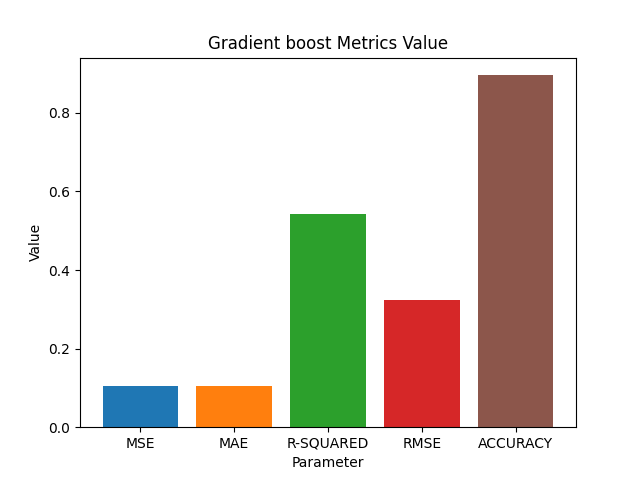 Gradient boost Metrics Value
Value
0.8
0.6
0.4
0.2
0.0
MSE MAE R-SQUARED RMSE ACCURACY
Parameter